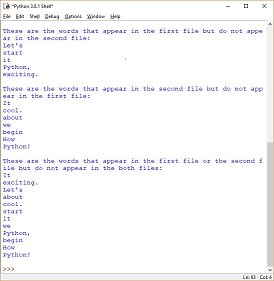 *Python 3.8.1 Shell*
File Edit Shell Debug Options Window Help
These are the words that appear in the first file but do not appe
ar in the second file:
Let's
start
it
Python,
exciting.
These are the words that appear in the second file but do not app
ear in the first file:
It
cool.
about
we
begin
How
Python!
These are the words that appear in the first file or the second f
ile but do not appear in the both files:
It
exciting.
Let's
about
cool.
start
it
we
Python,
begin
How
Python!
>>>
Ln: 63 Col: 4